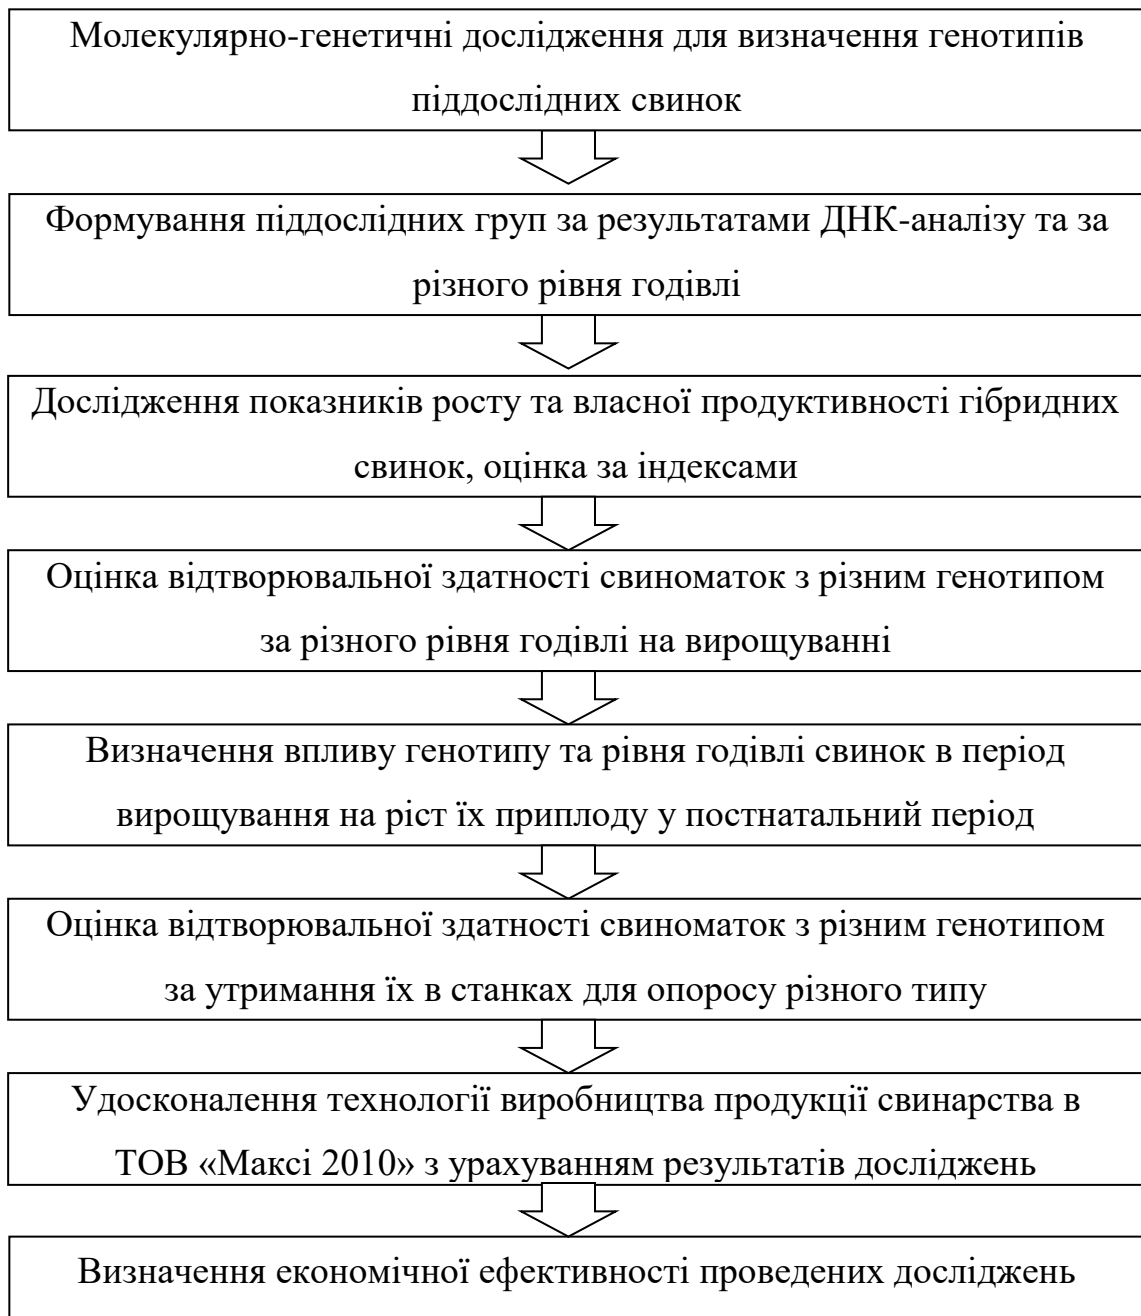 Молекулярно-генетичні дослідження для визначення генотипів
піддослідних свинок
Формування піддослідних груп за результатами ДНК-аналізу та за
різного рівня годівлі
Дослідження показників росту та власної продуктивності гібридних
свинок, оцінка за індексами
Оцінка відтворювальної здатності свиноматок з різним генотипом
за різного рівня годівлі на вирощуванні
Визначення впливу генотипу та рівня годівлі свинок в період
вирощування на ріст їх приплоду у постнатальний період
Оцінка відтворювальної здатності свиноматок з різним генотипом
за утримання їх в станках для опоросу різного типу
Удосконалення технології виробництва продукції свинарства в
ТОВ «Максі 2010» з урахуванням результатів досліджень
Визначення економічної ефективності проведених досліджень